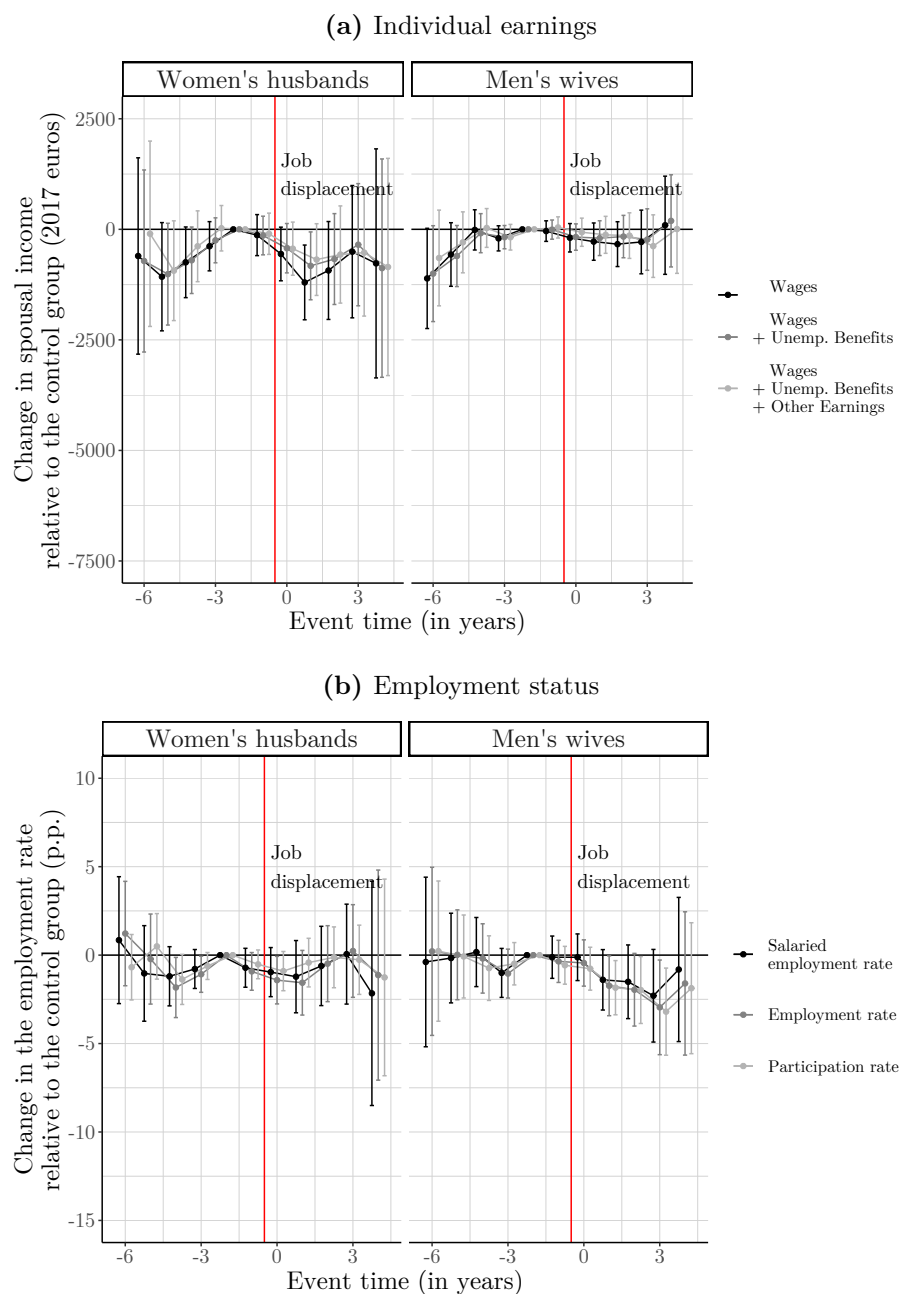 (a) Individual earnings
Women's husbands
Men's wives
Change in spousal income
relative to the control group (2017 euros)
2500
0
-2500
-5000
-7500
Job
displacement
Job
displacement
-6
-3
0
3
-6
-3
0
3
Event time (in years)
Wages
Wages
+ Unemp. Benefits
Wages
+ Unemp. Benefits
+ Other Earnings
(b) Employment status
Women's husbands
Men's wives
Change in the employment rate
relative to the control group (p.p.)
10
5
0
-5
-10
-15
Job
displacement
Job
displacement
-6
-3
0
3
-6
-3
0
3
Event time (in years)
Salaried
employment rate
Employment rate
Participation rate